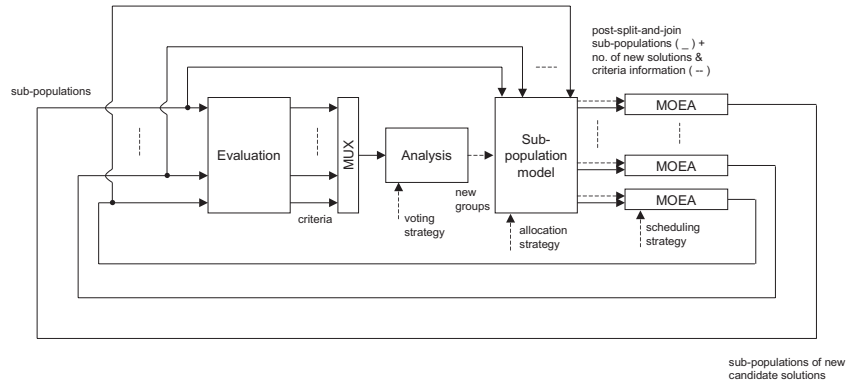 post-split-and-join
sub-populations ( _ ) +
no. of new solutions &
criteria information ( -- )
sub-populations
MOEA
Evaluation
MUX
Analysis
Sub-
population
model
MOEA
MOEA
new
groups
criteria
voting
strategy
allocation
strategy
scheduling
strategy
sub-populations of new
candidate solutions